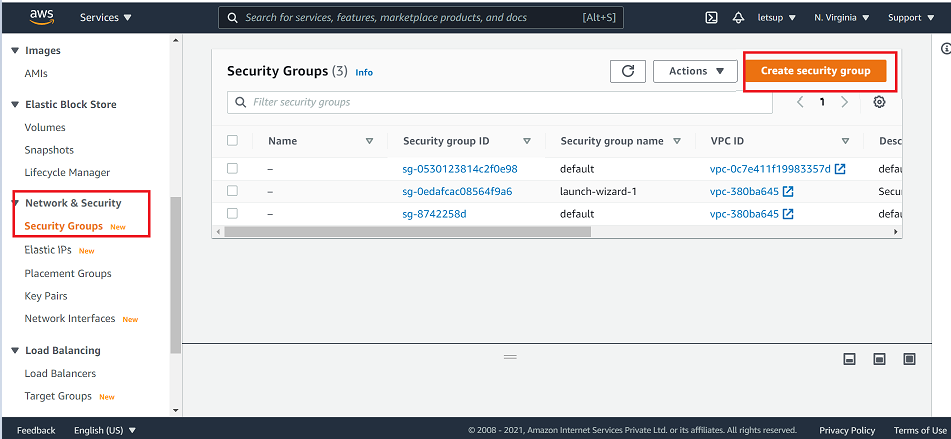 aws Services Search for services, features, marketplace products, and docs [Alt+S] letsup N. Virginia Support
Images
AMIs
Elastic Block Store
Volumes
Snapshots
Lifecycle Manager
Network & Security
Security Groups New
Elastic IPs New
Placement Groups
Key Pairs
Network Interfaces New
Load Balancing
Load Balancers
Target Groups New
Security Groups (3) Info Actions Create security group
Filter security groups 1
Name Security group ID Security group name VPC ID Desc
– sg-0530123814c2f0e98 default vpc-0c7e411f19983357d defau
– sg-0edafcac08564f9a6 launch-wizard-1 vpc-380ba645 Secur
– sg-8742258d default vpc-380ba645 defau
Feedback English (US) © 2008 - 2021, Amazon Internet Services Private Ltd. or its affiliates. All rights reserved. Privacy Policy Terms of Use